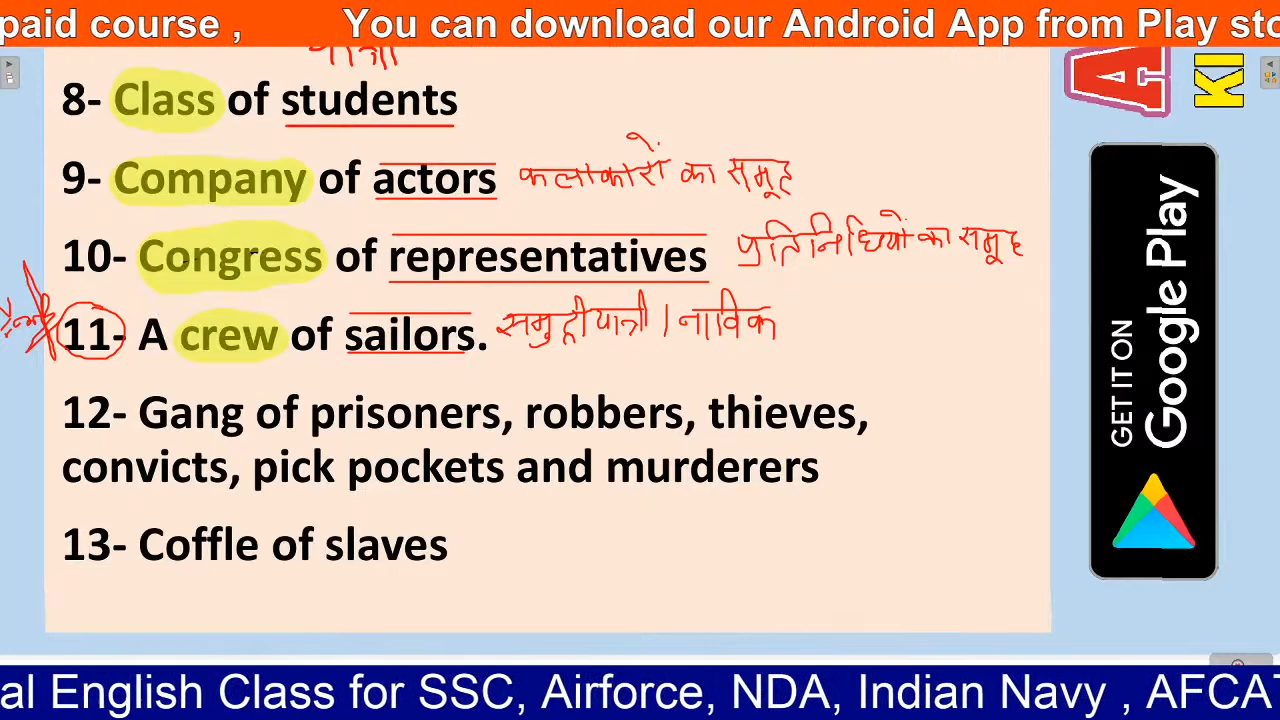 paid course , You can download our Android App from Play sto
8- Class of students
9- Company of actors कलाकारों का समूह
10- Congress of representatives प्रतिनिधियों का समूह
11- A crew of sailors. समुद्री यात्री / नाविक
12- Gang of prisoners, robbers, thieves,
convicts, pick pockets and murderers
13- Coffle of slaves
A
KI
GET IT ON
Google Play
al English Class for SSC, Airforce, NDA, Indian Navy , AFCAT